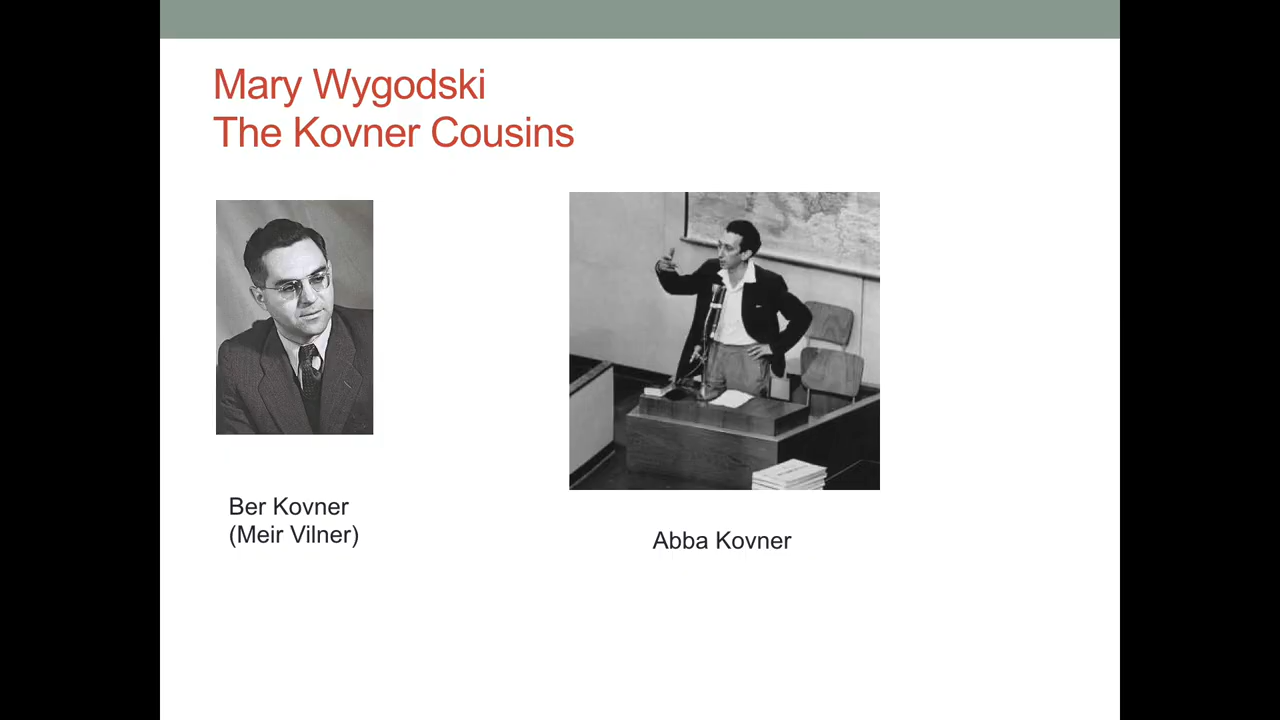 Mary Wygodski
The Kovner Cousins
Ber Kovner
(Meir Vilner)
Abba Kovner